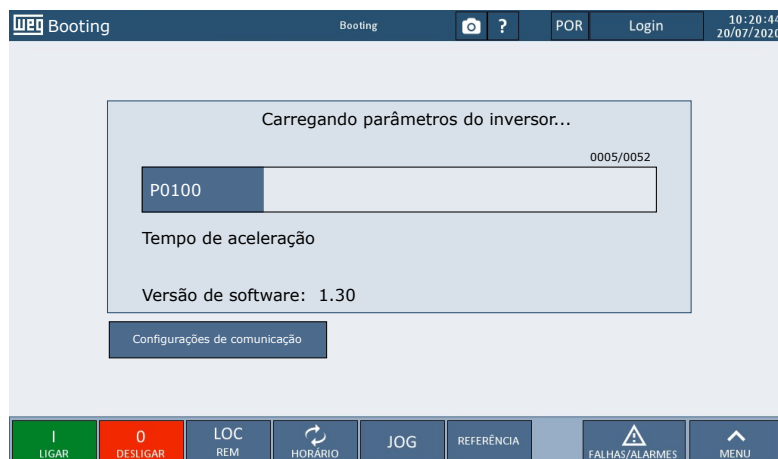 WEG Booting
Booting
?
POR
Login
10:20:44
20/07/2020
Carregando parâmetros do inversor...
0005/0052
P0100
Tempo de aceleração
Versão de software: 1.30
Configurações de comunicação
I
LIGAR
0
DESLIGAR
LOC
REM
HORÁRIO
JOG
REFERÊNCIA
FALHAS/ALARMES
MENU